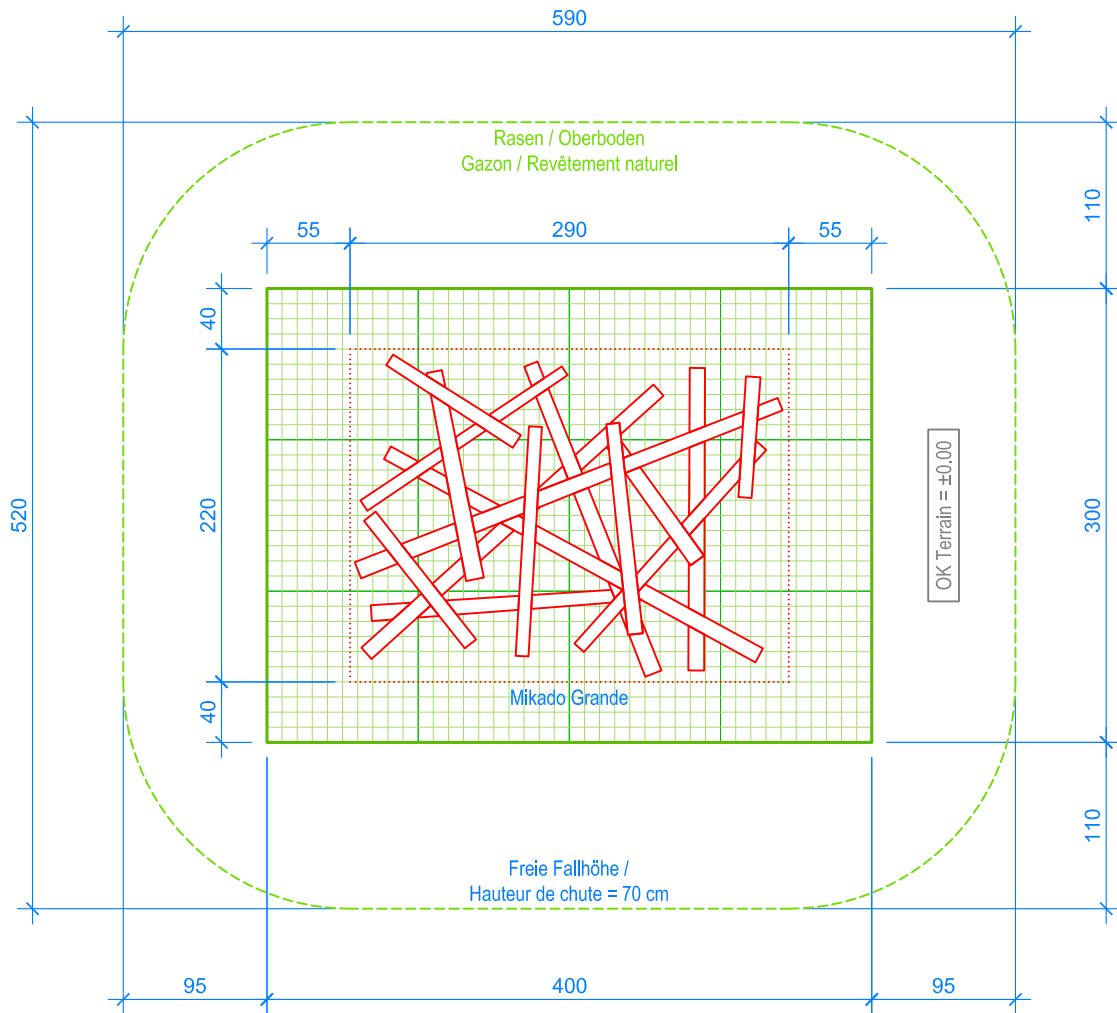 590
Rasen / Oberboden
Gazon / Revêtement naturel
110
55
290
55
40
520
220
OK Terrain = ±0.00
300
40
Mikado Grande
110
Freie Fallhöhe /
Hauteur de chute = 70 cm
95
400
95